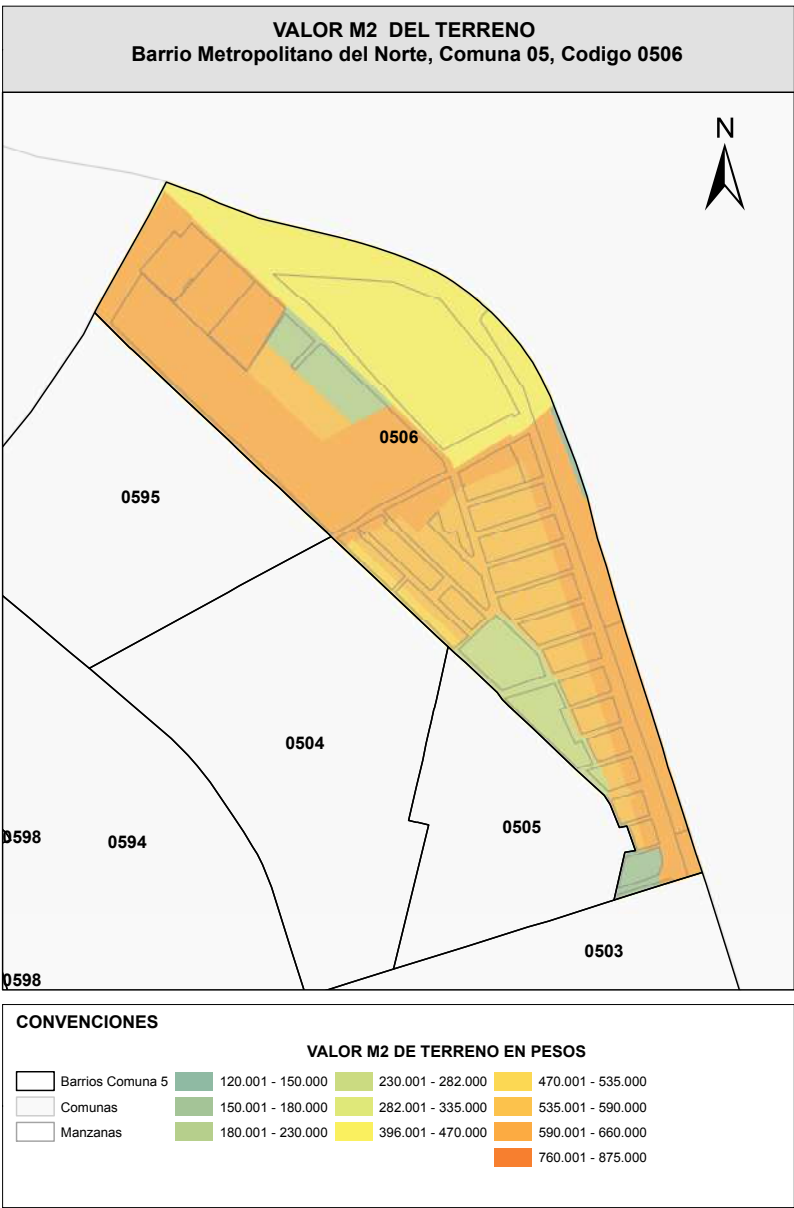 VALOR M2 DEL TERRENO
Barrio Metropolitano del Norte, Comuna 05, Codigo 0506
N
0506
0595
0504
0505
0598
0594
0503
0598
CONVENCIONES
VALOR M2 DE TERRENO EN PESOS
Barrios Comuna 5
120.001 - 150.000
230.001 - 282.000
470.001 - 535.000
Comunas
150.001 - 180.000
282.001 - 335.000
535.001 - 590.000
Manzanas
180.001 - 230.000
396.001 - 470.000
590.001 - 660.000
760.001 - 875.000